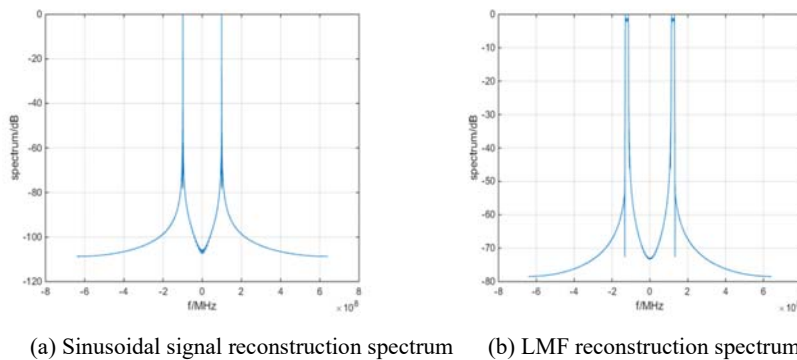 0
-20
-40
-60
-80
-100
-120
spectrum/dB
-8 -6 -4 -2 0 2 4 6 8
f/MHz
×10⁸
0
-10
-20
-30
-40
-50
-60
-70
-80
spectrum/dB
-8 -6 -4 -2 0 2 4 6
f/MHz
(a) Sinusoidal signal reconstruction spectrum (b) LMF reconstruction spectrum